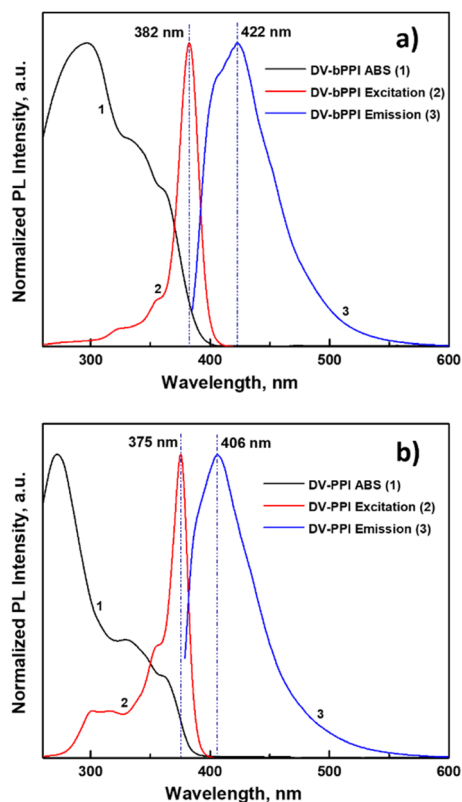 382 nm 422 nm
a)
DV-bPPI ABS (1)
DV-bPPI Excitation (2)
DV-bPPI Emission (3)
1
2
3
Normalized PL Intensity, a.u.
300 400 500 600
Wavelength, nm
375 nm 406 nm
b)
DV-PPI ABS (1)
DV-PPI Excitation (2)
DV-PPI Emission (3)
1
2
3
Normalized PL Intensity, a.u.
300 400 500 600
Wavelength, nm